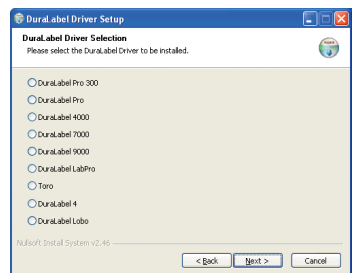 DuraLabel Driver Setup
DuraLabel Driver Selection
Please select the DuraLabel Driver to be installed.
DuraLabel Pro 300
DuraLabel Pro
DuraLabel 4000
DuraLabel 7000
DuraLabel 9000
DuraLabel LabPro
Toro
DuraLabel 4
DuraLabel Lobo
Nullsoft Install System v2.46
< Back Next > Cancel